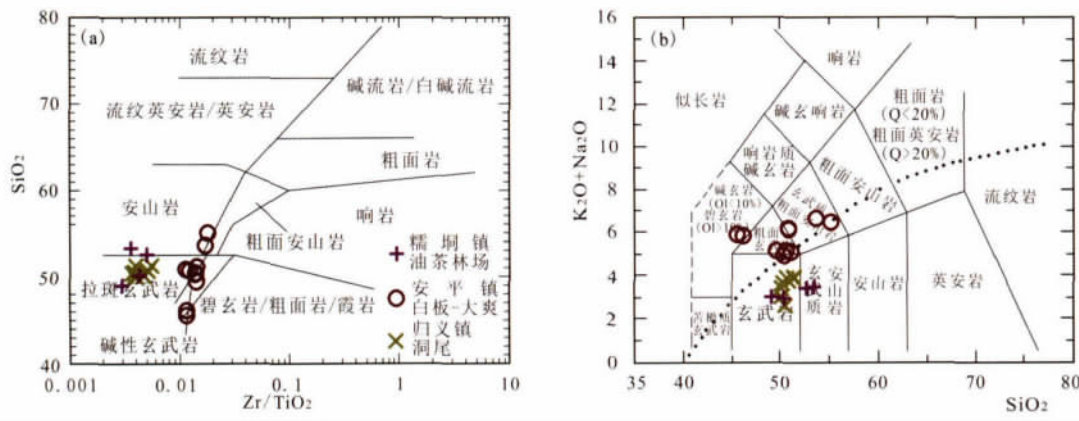 (a)
SiO₂
80
70
60
50
40
0.001
0.01
0.1
1
10
Zr/TiO₂
流纹岩
碱流岩/白碱流岩
流纹英安岩/英安岩
粗面岩
安山岩
响岩
粗面安山岩
拉斑玄武岩
碧玄岩/粗面岩/霞岩
碱性玄武岩
糯垌镇
油茶林场
安平镇
白板-大爽
归义镇
洞尾
(b)
K₂O+Na₂O
16
14
12
10
8
6
4
2
0
35
40
50
60
70
80
SiO₂
响岩
似长岩
碱玄响岩
粗面岩
(Q<20%)
粗面英安岩
(Q>20%)
响岩质
碱玄岩
粗面安山岩
碱玄岩
(Ol<10%)
碧玄岩
流纹岩
玄武岩
玄武质
安山岩
安山岩
英安岩